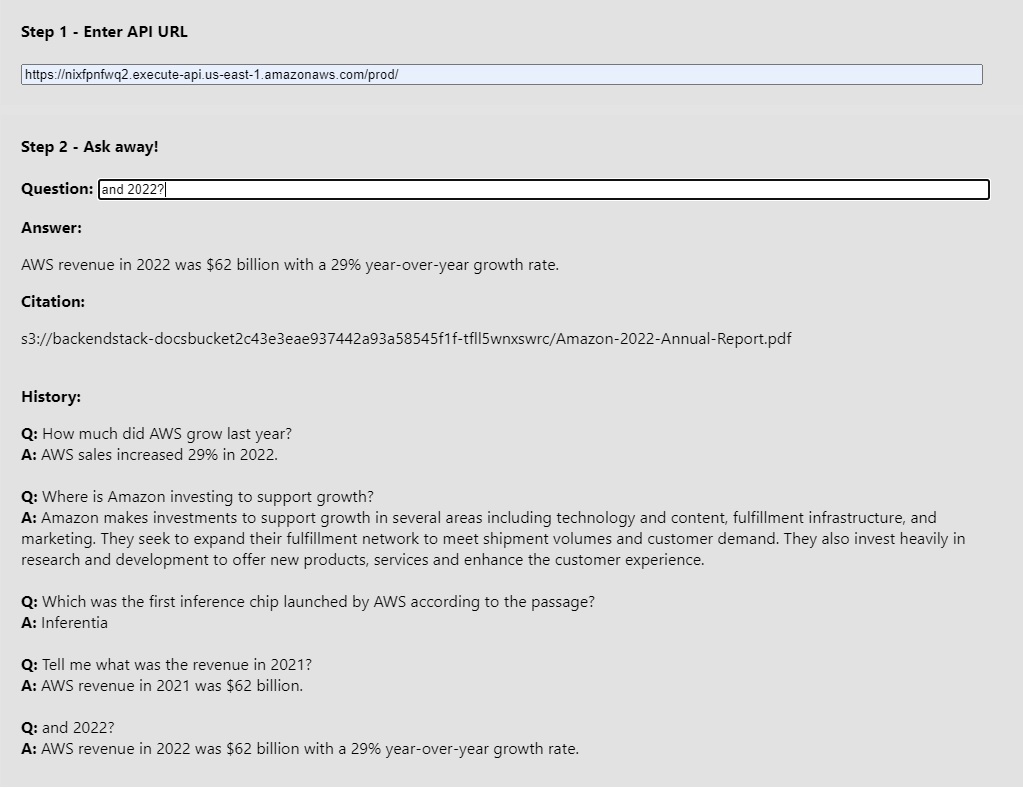 Step 1 - Enter API URL
https://nixfpnfwq2.execute-api.us-east-1.amazonaws.com/prod/
Step 2 - Ask away!
Question: and 2022?
Answer:
AWS revenue in 2022 was $62 billion with a 29% year-over-year growth rate.
Citation:
s3://backendstack-docsbucket2c43e3eae937442a93a58545f1f-tfll5wnxswrc/Amazon-2022-Annual-Report.pdf
History:
Q: How much did AWS grow last year?
A: AWS sales increased 29% in 2022.
Q: Where is Amazon investing to support growth?
A: Amazon makes investments to support growth in several areas including technology and content, fulfillment infrastructure, and
marketing. They seek to expand their fulfillment network to meet shipment volumes and customer demand. They also invest heavily in
research and development to offer new products, services and enhance the customer experience.
Q: Which was the first inference chip launched by AWS according to the passage?
A: Inferentia
Q: Tell me what was the revenue in 2021?
A: AWS revenue in 2021 was $62 billion.
Q: and 2022?
A: AWS revenue in 2022 was $62 billion with a 29% year-over-year growth rate.